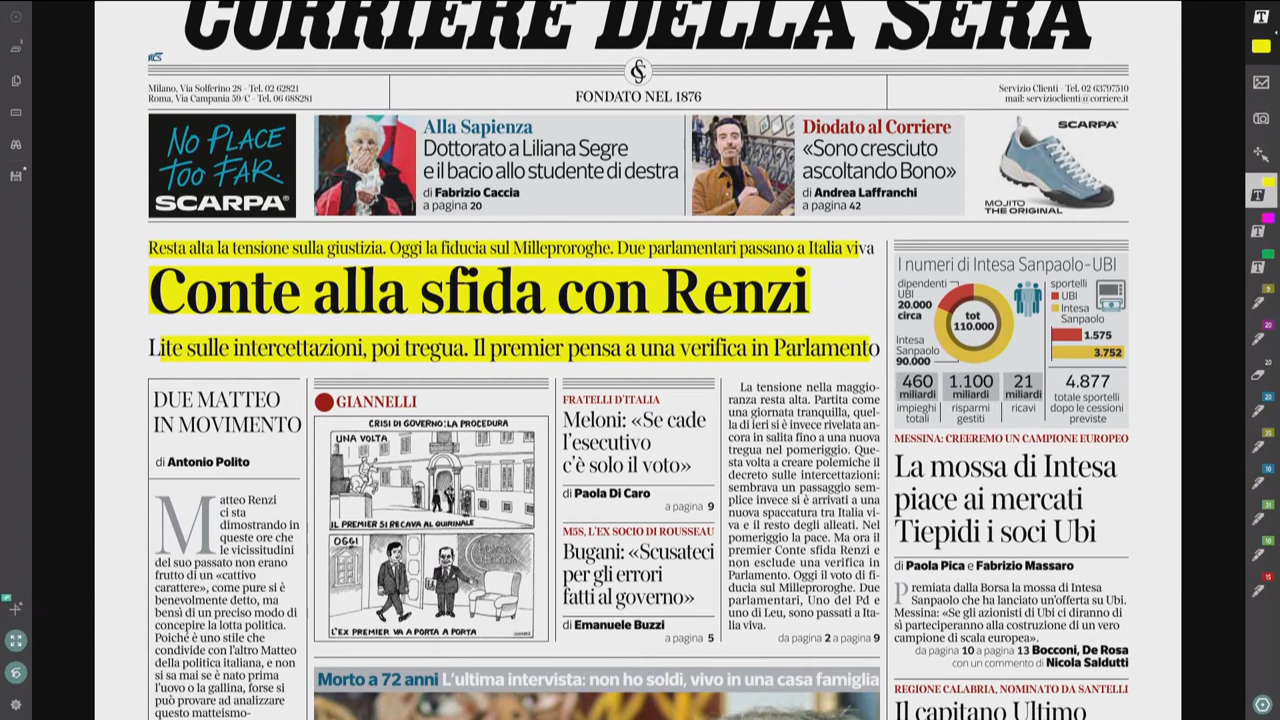 CORRIERE DELLA SERA
RCS
Milano, Via Solferino 28 - Tel. 02 62821
Roma, Via Campania 59/C - Tel. 06 688281
FONDATO NEL 1876
Servizio Clienti - Tel. 02 63797510
mail: servizioclienti@corriere.it
NO PLACE
TOO FAR.
SCARPA
Alla Sapienza
Dottorato a Liliana Segre
e il bacio allo studente di destra
di Fabrizio Caccia
a pagina 20
Diodato al Corriere
«Sono cresciuto
ascoltando Bono»
di Andrea Laffranchi
a pagina 42
SCARPA
MOJITO
THE ORIGINAL
Resta alta la tensione sulla giustizia. Oggi la fiducia sul Milleproroghe. Due parlamentari passano a Italia viva
Conte alla sfida con Renzi
Lite sulle intercettazioni, poi tregua. Il premier pensa a una verifica in Parlamento
DUE MATTEO
IN MOVIMENTO
di Antonio Polito
Matteo Renzi
ci sta
dimostrando in
queste ore che
le vicissitudini
del suo passato non erano
frutto di un «cattivo
carattere», come pure si è
benevolmente detto, ma
bensì di un preciso modo di
concepire la lotta politica.
Poiché è uno stile che
condivide con l'altro Matteo
della politica italiana, e non
si sa mai se è nato prima
l'uovo o la gallina, forse si
può provare ad analizzare
questo matteismo-
GIANNELLI
CRISI DI GOVERNO: LA PROCEDURA
UNA VOLTA
IL PREMIER SI RECAVA AL QUIRINALE
OGGI
L'EX PREMIER VA A PORTA A PORTA
FRATELLI D'ITALIA
Meloni: «Se cade
l'esecutivo
c'è solo il voto»
di Paola Di Caro
a pagina 9
M5S, L'EX SOCIO DI ROUSSEAU
Bugani: «Scusateci
per gli errori
fatti al governo»
di Emanuele Buzzi
a pagina 5
La tensione nella maggio-
ranza resta alta. Partita come
una giornata tranquilla, quel-
la di ieri si è invece rivelata an-
cora in salita fino a una nuova
tregua nel pomeriggio. Que-
sta volta a creare polemiche il
decreto sulle intercettazioni:
sembrava un passaggio sem-
plice invece si è arrivati a una
nuova spaccatura tra Italia vi-
va e il resto degli alleati. Nel
pomeriggio la pace. Ma ora il
premier Conte sfida Renzi e
non esclude una verifica in
Parlamento. Oggi il voto di fi-
ducia sul Milleproroghe. Due
parlamentari, Uno del Pd e
uno di Leu, sono passati a Ita-
lia viva.
da pagina 2 a pagina 9
Morto a 72 anni L'ultima intervista: non ho soldi, vivo in una casa famiglia
I numeri di Intesa Sanpaolo-UBI
dipendenti
UBI
20.000
circa
tot
110.000
Intesa
Sanpaolo
90.000
sportelli
UBI
Intesa
Sanpaolo
1.575
3.752
460
miliardi
impieghi
totali
1.100
miliardi
risparmi
gestiti
21
miliardi
ricavi
4.877
totale sportelli
dopo le cessioni
previste
MESSINA: CREEREMO UN CAMPIONE EUROPEO
La mossa di Intesa
piace ai mercati
Tiepidi i soci Ubi
di Paola Pica e Fabrizio Massaro
Premiata dalla Borsa la mossa di Intesa
Sanpaolo che ha lanciato un'offerta su Ubi.
Messina: «Se gli azionisti di Ubi ci diranno di
sì parteciperanno alla costruzione di un vero
campione di scala europea».
da pagina 10 a pagina 13 Bocconi, De Rosa
con un commento di Nicola Saldutti
REGIONE CALABRIA, NOMINATO DA SANTELLI
Il capitano Ultimo